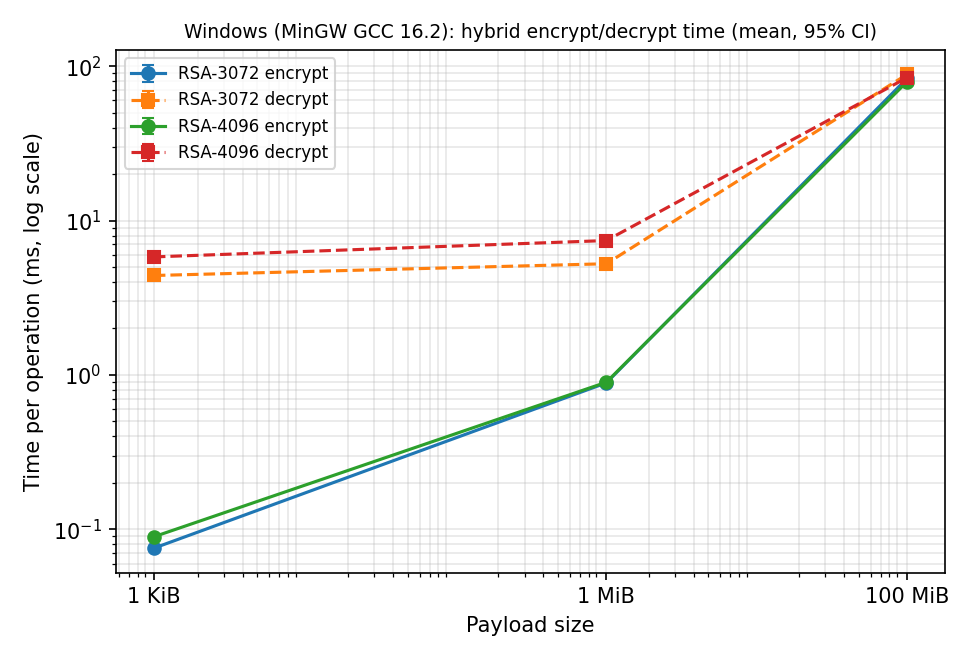 Windows (MinGW GCC 16.2): hybrid encrypt/decrypt time (mean, 95% CI)
RSA-3072 encrypt
RSA-3072 decrypt
RSA-4096 encrypt
RSA-4096 decrypt
Time per operation (ms, log scale)
10²
10¹
10⁰
10⁻¹
1 KiB
1 MiB
100 MiB
Payload size